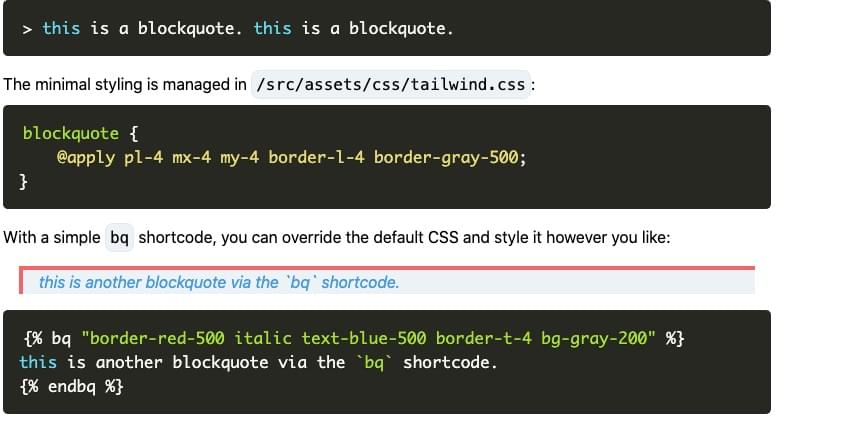 > this is a blockquote. this is a blockquote.
The minimal styling is managed in /src/assets/css/tailwind.css:
blockquote {
    @apply pl-4 mx-4 my-4 border-l-4 border-gray-500;
}
With a simple bq shortcode, you can override the default CSS and style it however you like:
this is another blockquote via the `bq` shortcode.
{% bq "border-red-500 italic text-blue-500 border-t-4 bg-gray-200" %}
this is another blockquote via the `bq` shortcode.
{% endbq %}